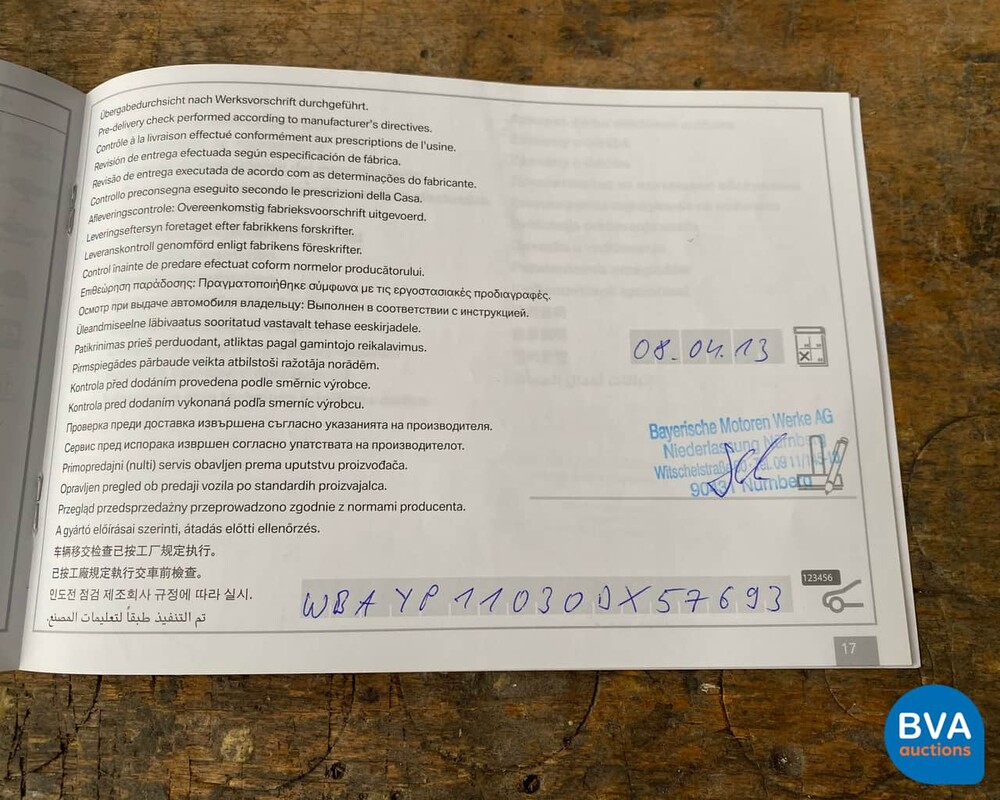 Übergabedurchsicht nach Werksvorschrift durchgeführt.
Pre-delivery check performed according to manufacturer's directives.
Contrôle à la livraison effectué conformément aux prescriptions de l'usine.
Revisión de entrega efectuada según especificación de fábrica.
Revisão de entrega executada de acordo com as determinações do fabricante.
Controllo preconsegna eseguito secondo le prescrizioni della Casa.
Afleveringscontrole: Overeenkomstig fabrieksvoorschrift uitgevoerd.
Leveringseftersyn foretaget efter fabrikkens forskrifter.
Leveranskontroll genomförd enligt fabrikens föreskrifter.
Control înainte de predare efectuat coform normelor producătorului.
Επιθεώρηση παράδοσης: Πραγματοποιήθηκε σύμφωνα με τις εργοστασιακές προδιαγραφές.
Осмотр при выдаче автомобиля владельцу: Выполнен в соответствии с инструкцией.
Üleandmiseelne läbivaatus sooritatud vastavalt tehase eeskirjadele.
Patikrinimas prieš perduodant, atliktas pagal gamintojo reikalavimus.
Pirmspiegādes pārbaude veikta atbilstoši ražotāja norādēm.
Kontrola před dodáním provedena podle směrnic výrobce.
Kontrola pred dodaním vykonaná podľa smerníc výrobcu.
Проверка преди доставка извършена съгласно указанията на производителя.
Сервис пред испорака извршен согласно упатствата на производителот.
Primopredajni (nulti) servis obavljen prema uputstvu proizvođača.
Opravljen pregled ob predaji vozila po standardih proizvajalca.
Przegląd przedsprzedażny przeprowadzono zgodnie z normami producenta.
A gyártó előírásai szerinti, átadás előtti ellenőrzés.
车辆移交检查已按工厂规定执行。
已按工廠規定執行交車前檢查。
인도전 점검 제조회사 규정에 따라 실시.
تم التنفيذ طبقاً لتعليمات المصنع.
08.04.13
Bayerische Motoren Werke AG
Niederlassung Nürnberg
Witschelstraße
90431 Nürnberg
123456
WBAYP11030DX57693
17
BVA
auctions